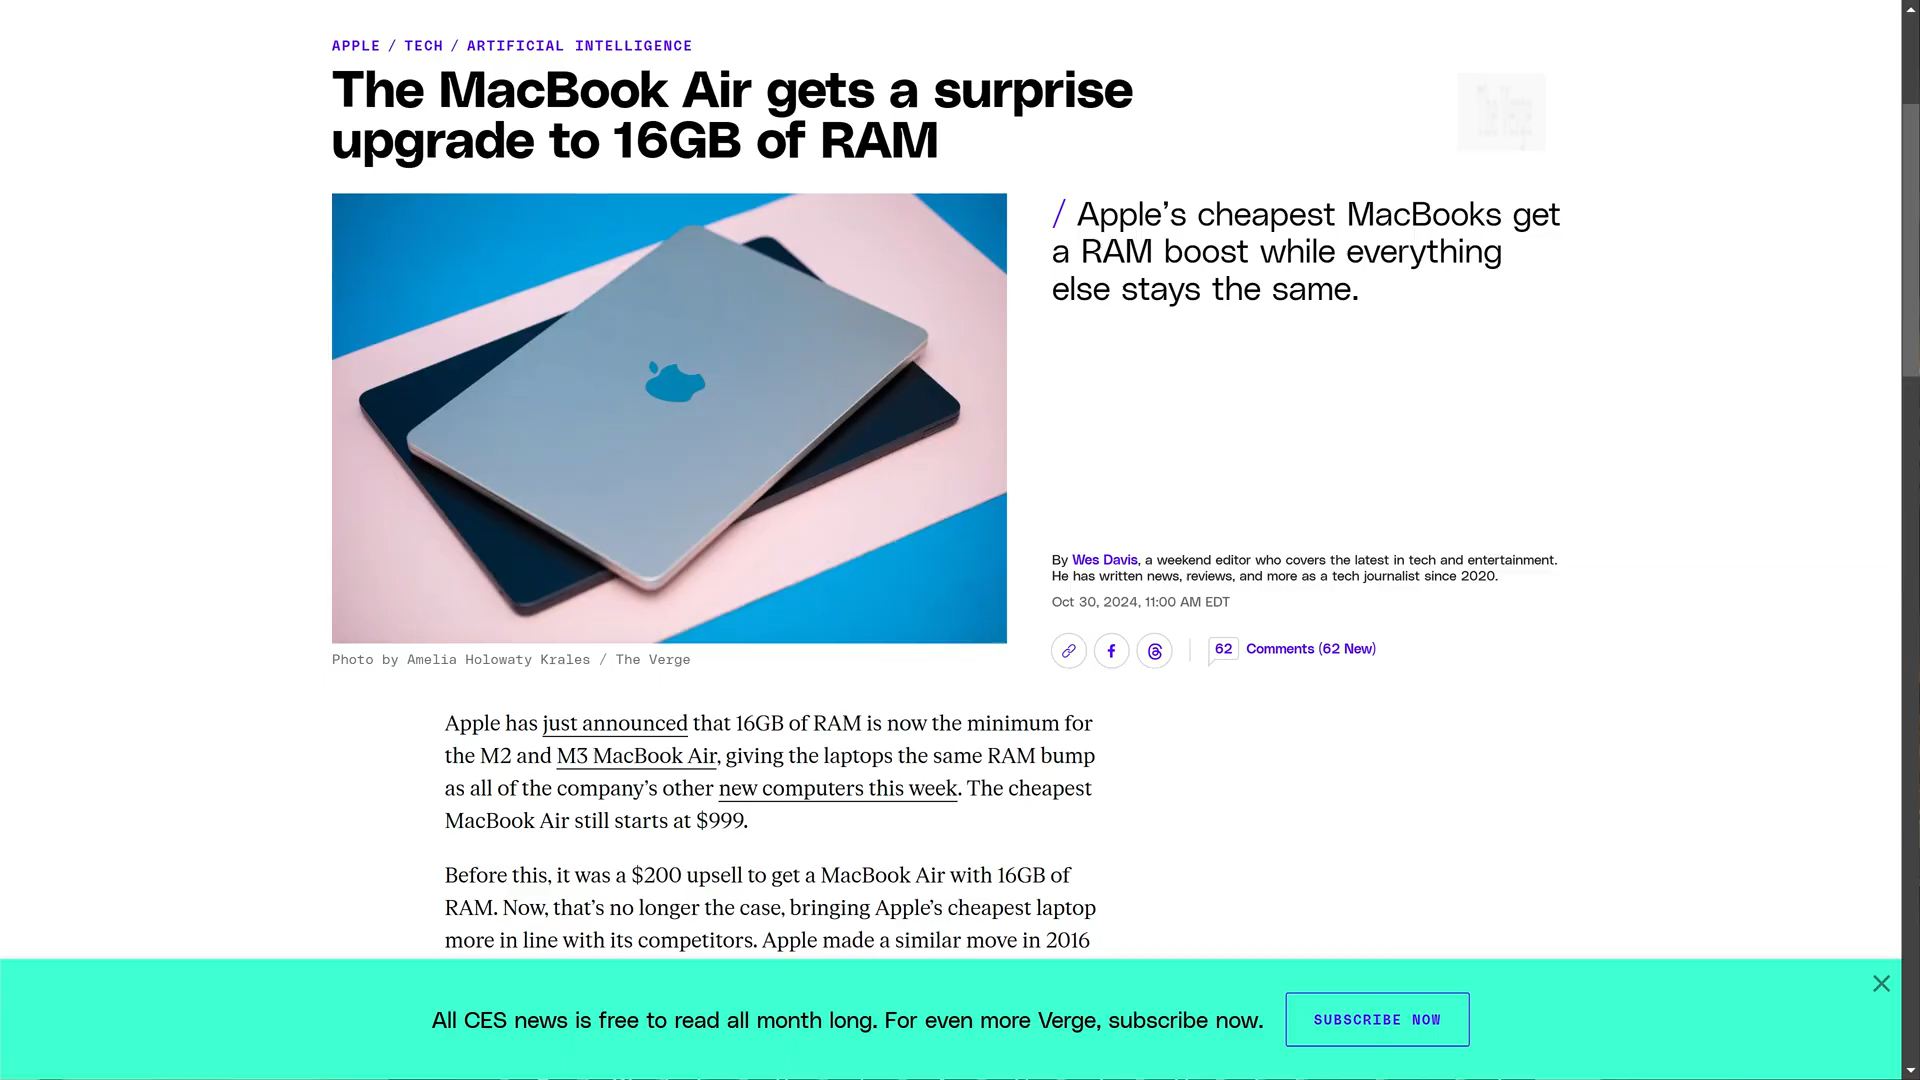 APPLE / TECH / ARTIFICIAL INTELLIGENCE
The MacBook Air gets a surprise
upgrade to 16GB of RAM
/ Apple’s cheapest MacBooks get
a RAM boost while everything
else stays the same.
By Wes Davis, a weekend editor who covers the latest in tech and entertainment.
He has written news, reviews, and more as a tech journalist since 2020.
Oct 30, 2024, 11:00 AM EDT
62 Comments (62 New)
Photo by Amelia Holowaty Krales / The Verge
Apple has just announced that 16GB of RAM is now the minimum for
the M2 and M3 MacBook Air, giving the laptops the same RAM bump
as all of the company’s other new computers this week. The cheapest
MacBook Air still starts at $999.
Before this, it was a $200 upsell to get a MacBook Air with 16GB of
RAM. Now, that’s no longer the case, bringing Apple’s cheapest laptop
more in line with its competitors. Apple made a similar move in 2016
All CES news is free to read all month long. For even more Verge, subscribe now.
SUBSCRIBE NOW